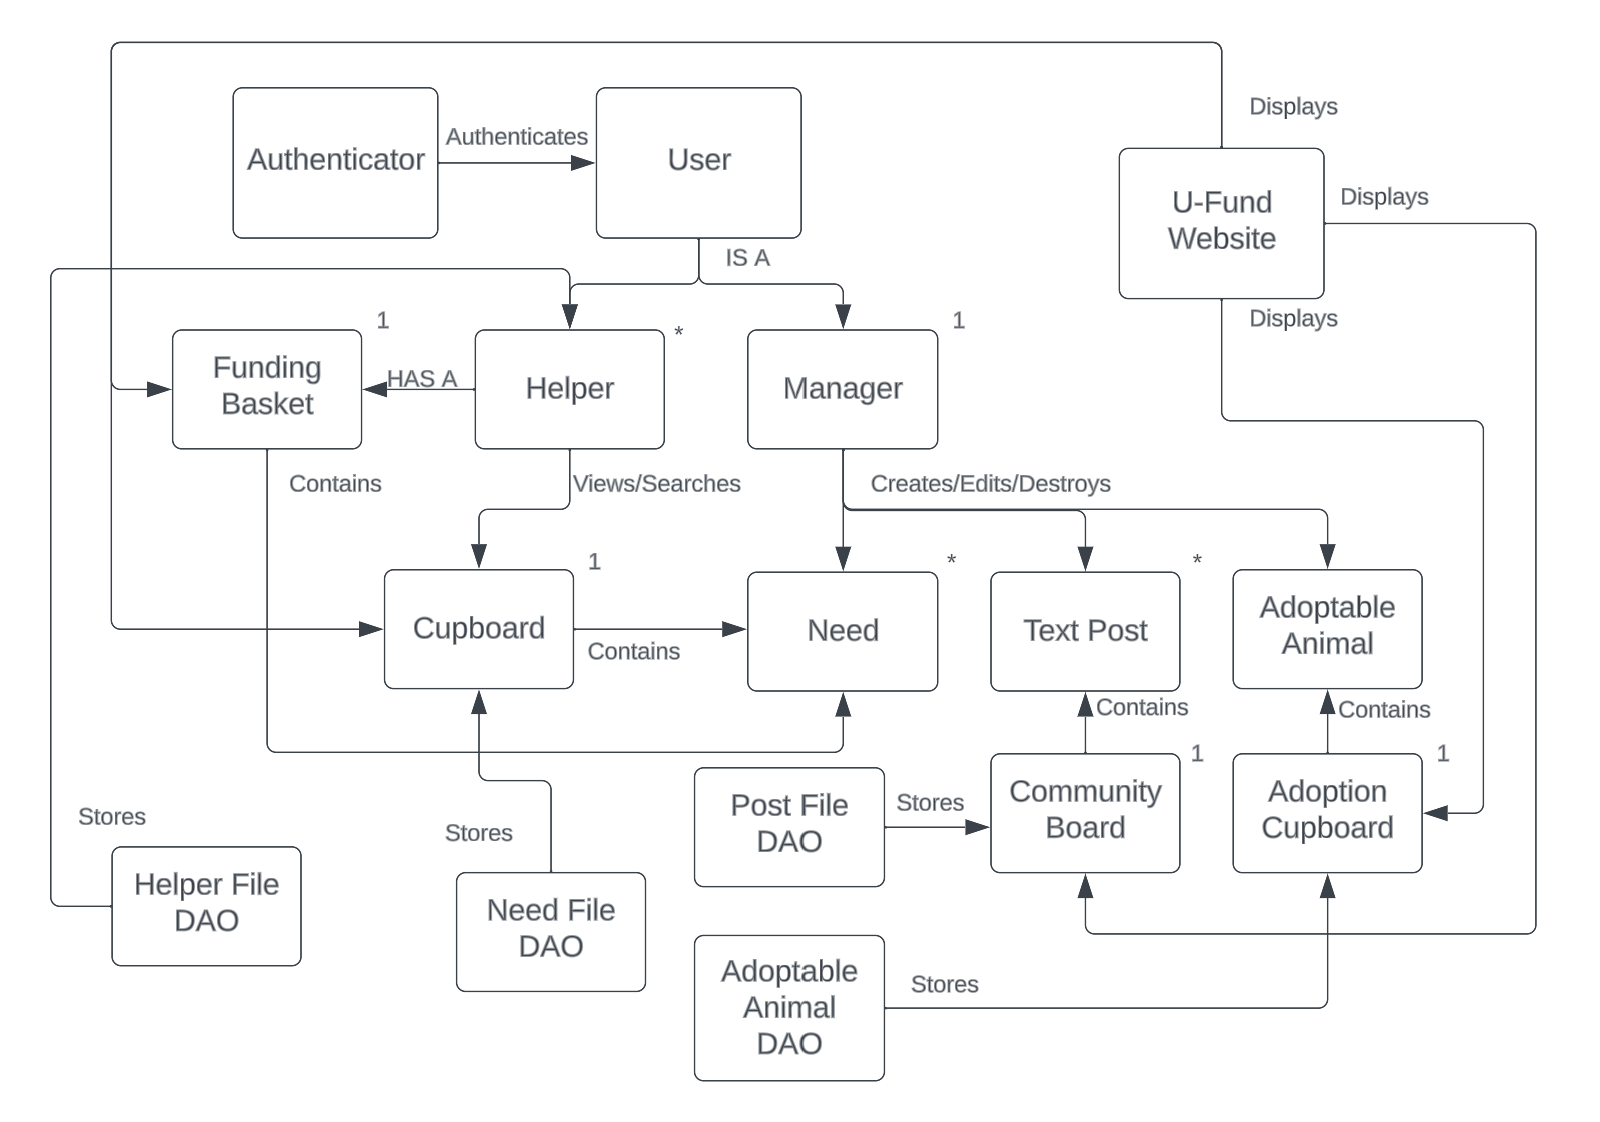 Displays
Authenticator
Authenticates
User
U-Fund
Website
Displays
IS A
Displays
1
*
1
Funding
Basket
HAS A
Helper
Manager
Contains
Views/Searches
Creates/Edits/Destroys
1
*
*
Cupboard
Contains
Need
Text Post
Adoptable
Animal
Contains
Contains
1
1
Stores
Stores
Post File
DAO
Stores
Community
Board
Adoption
Cupboard
Helper File
DAO
Need File
DAO
Adoptable
Animal
DAO
Stores